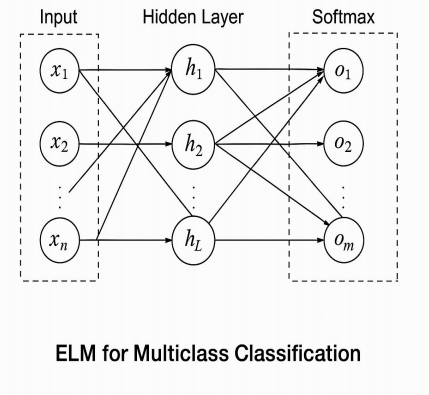 Input Hidden Layer Softmax
x1 h1 o1
x2 h2 o2
xn hL om
ELM for Multiclass Classification